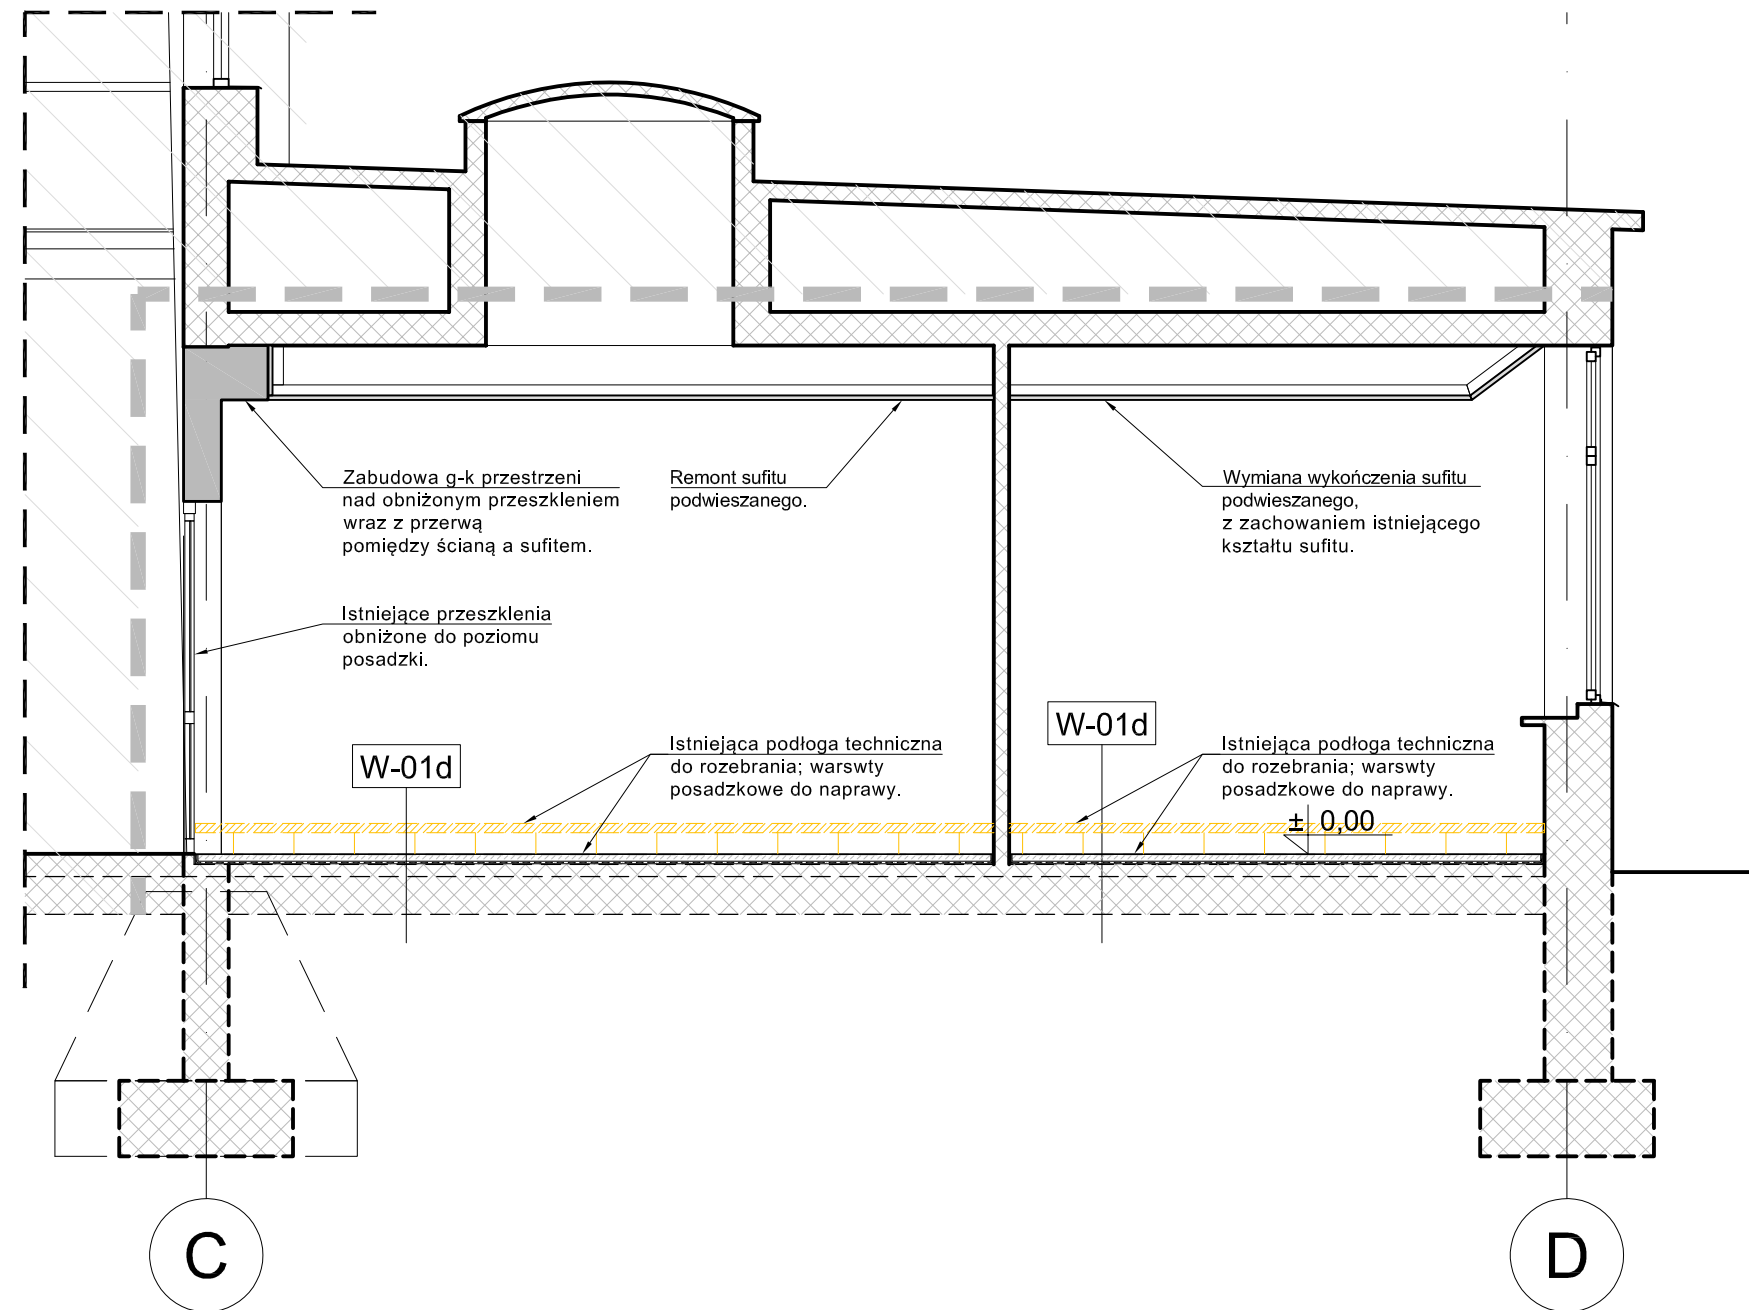 Zabudowa g-k przestrzeni
nad obniżonym przeszkleniem
wraz z przerwą
pomiędzy ścianą a sufitem.
Remont sufitu
podwieszanego.
Wymiana wykończenia sufitu
podwieszanego,
z zachowaniem istniejącego
kształtu sufitu.
Istniejące przeszklenia
obniżone do poziomu
posadzki.
W-01d
Istniejąca podłoga techniczna
do rozebrania; warswty
posadzkowe do naprawy.
W-01d
Istniejąca podłoga techniczna
do rozebrania; warswty
posadzkowe do naprawy.
± 0,00
C
D